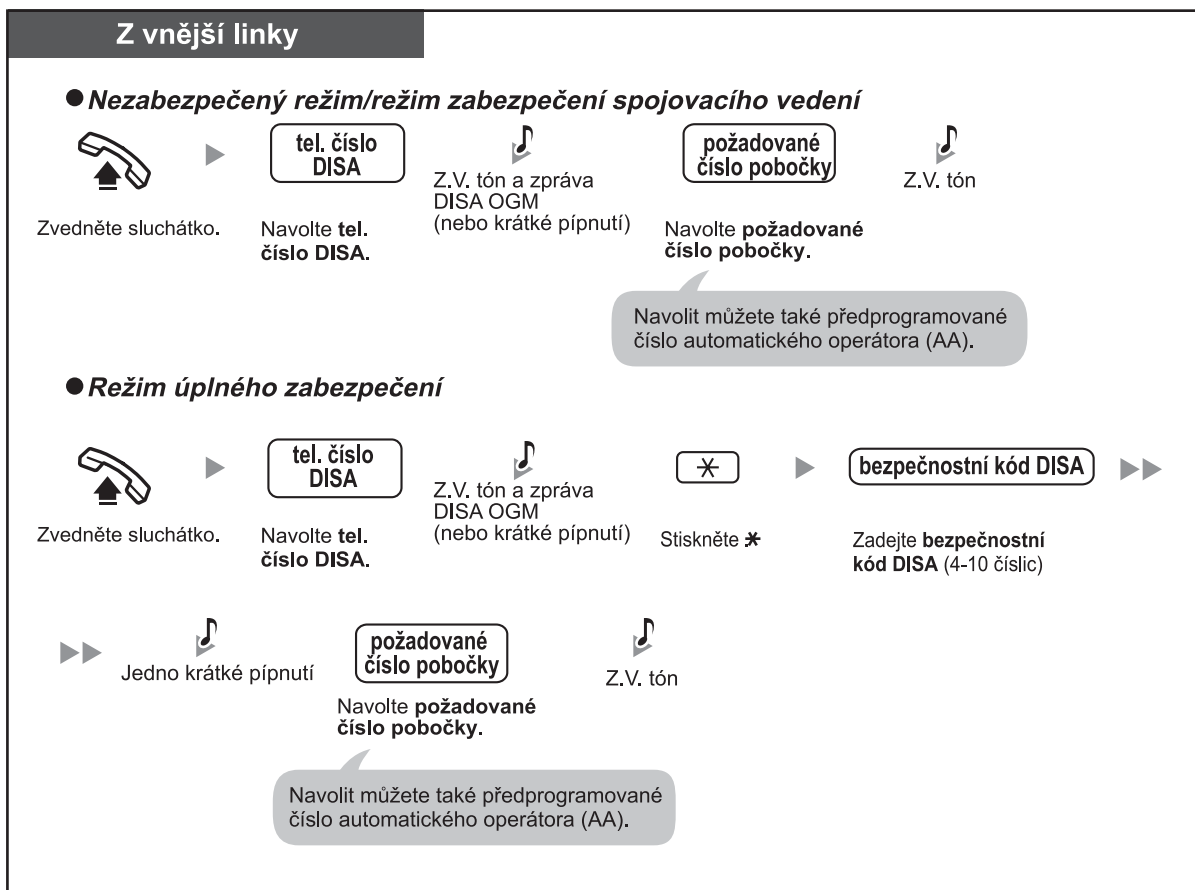 Z vnější linky
● Nezabezpečený režim/režim zabezpečení spojovacího vedení
tel. číslo
DISA
požadované
číslo pobočky
Z.V. tón a zpráva
DISA OGM
(nebo krátké pípnutí)
Z.V. tón
Zvedněte sluchátko.
Navolte tel.
číslo DISA.
Navolte požadované
číslo pobočky.
Navolit můžete také předprogramované
číslo automatického operátora (AA).
● Režim úplného zabezpečení
tel. číslo
DISA
Z.V. tón a zpráva
DISA OGM
(nebo krátké pípnutí)
*
bezpečnostní kód DISA
Zvedněte sluchátko.
Navolte tel.
číslo DISA.
Stiskněte *
Zadejte bezpečnostní
kód DISA (4-10 číslic)
Jedno krátké pípnutí
požadované
číslo pobočky
Z.V. tón
Navolte požadované
číslo pobočky.
Navolit můžete také předprogramované
číslo automatického operátora (AA).